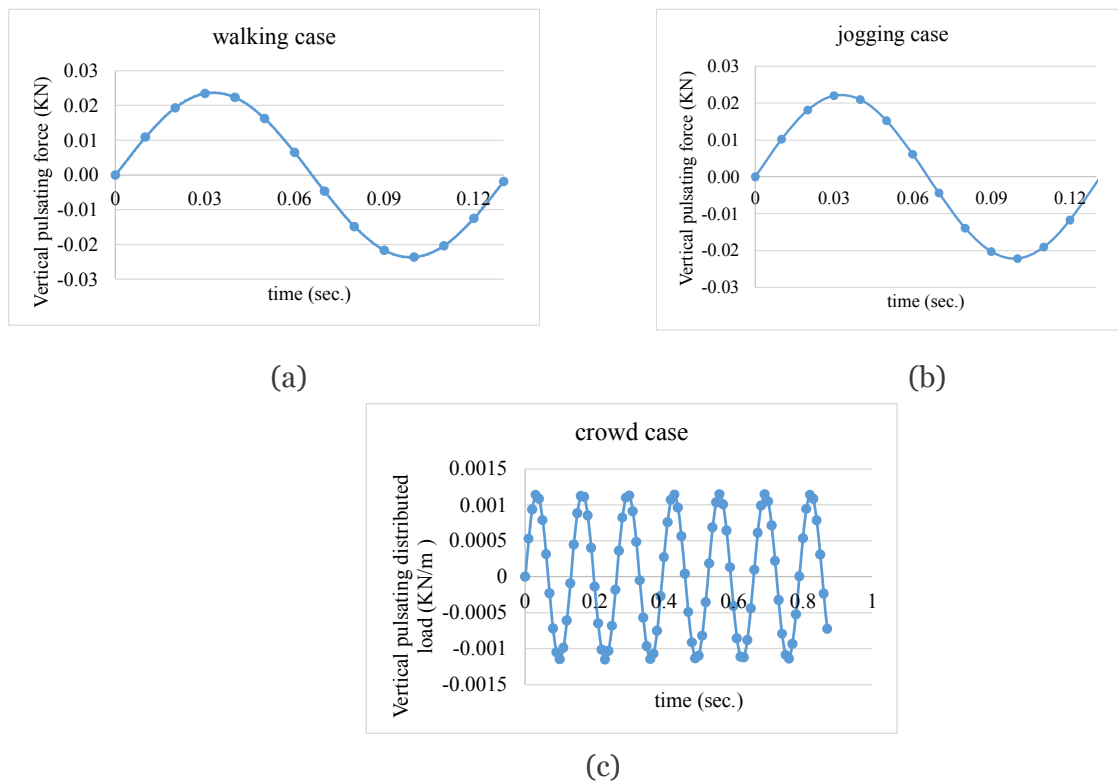 walking case
Vertical pulsating force (KN)
0.03
0.02
0.01
0.00
-0.01
-0.02
-0.03
0
0.03
0.06
0.09
0.12
time (sec.)
(a)
jogging case
Vertical pulsating force (KN)
0.03
0.02
0.01
0.00
-0.01
-0.02
-0.03
0
0.03
0.06
0.09
0.12
time (sec.)
(b)
crowd case
Vertical pulsating distributed
load (KN/m )
0.0015
0.001
0.0005
0
-0.0005
-0.001
-0.0015
0
0.2
0.4
0.6
0.8
1
time (sec.)
(c)